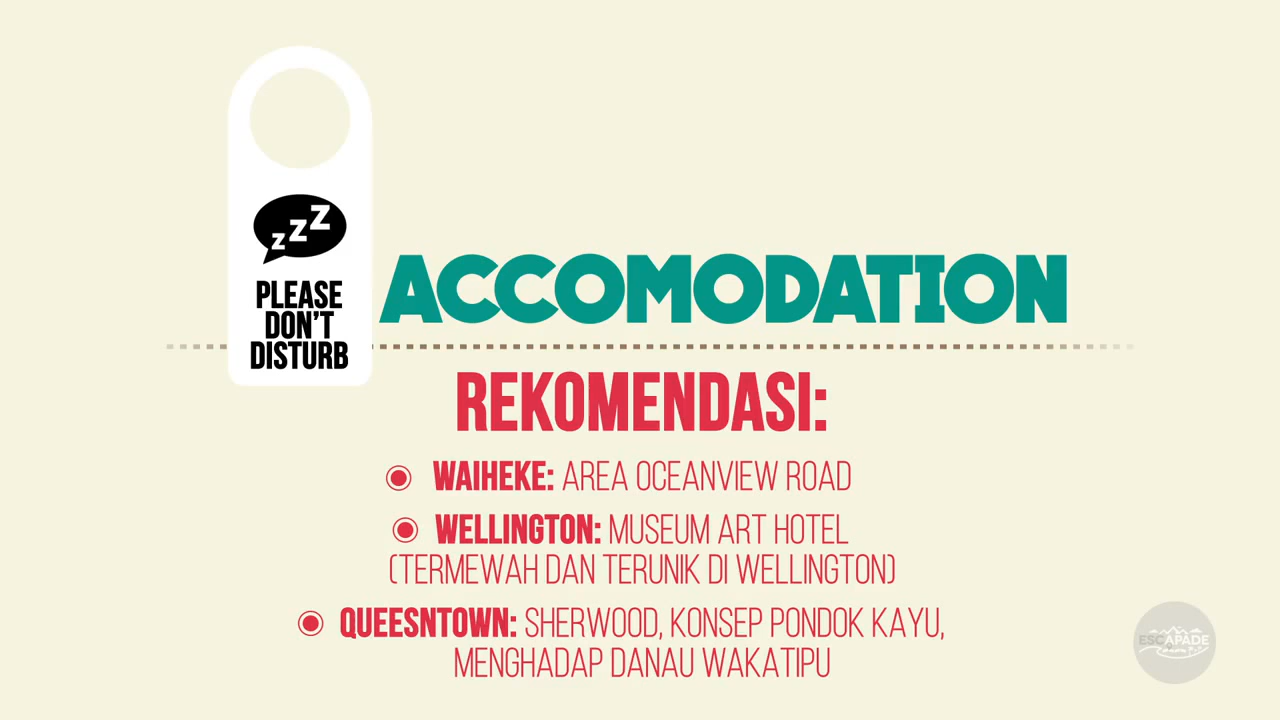 zzZ
PLEASE
DON'T
DISTURB
ACCOMODATION
REKOMENDASI:
WAIHEKE: AREA OCEANVIEW ROAD
WELLINGTON: MUSEUM ART HOTEL
(TERMEWAH DAN TERUNIK DI WELLINGTON)
QUEESNTOWN: SHERWOOD, KONSEP PONDOK KAYU,
MENGHADAP DANAU WAKATIPU
ESCAPADE